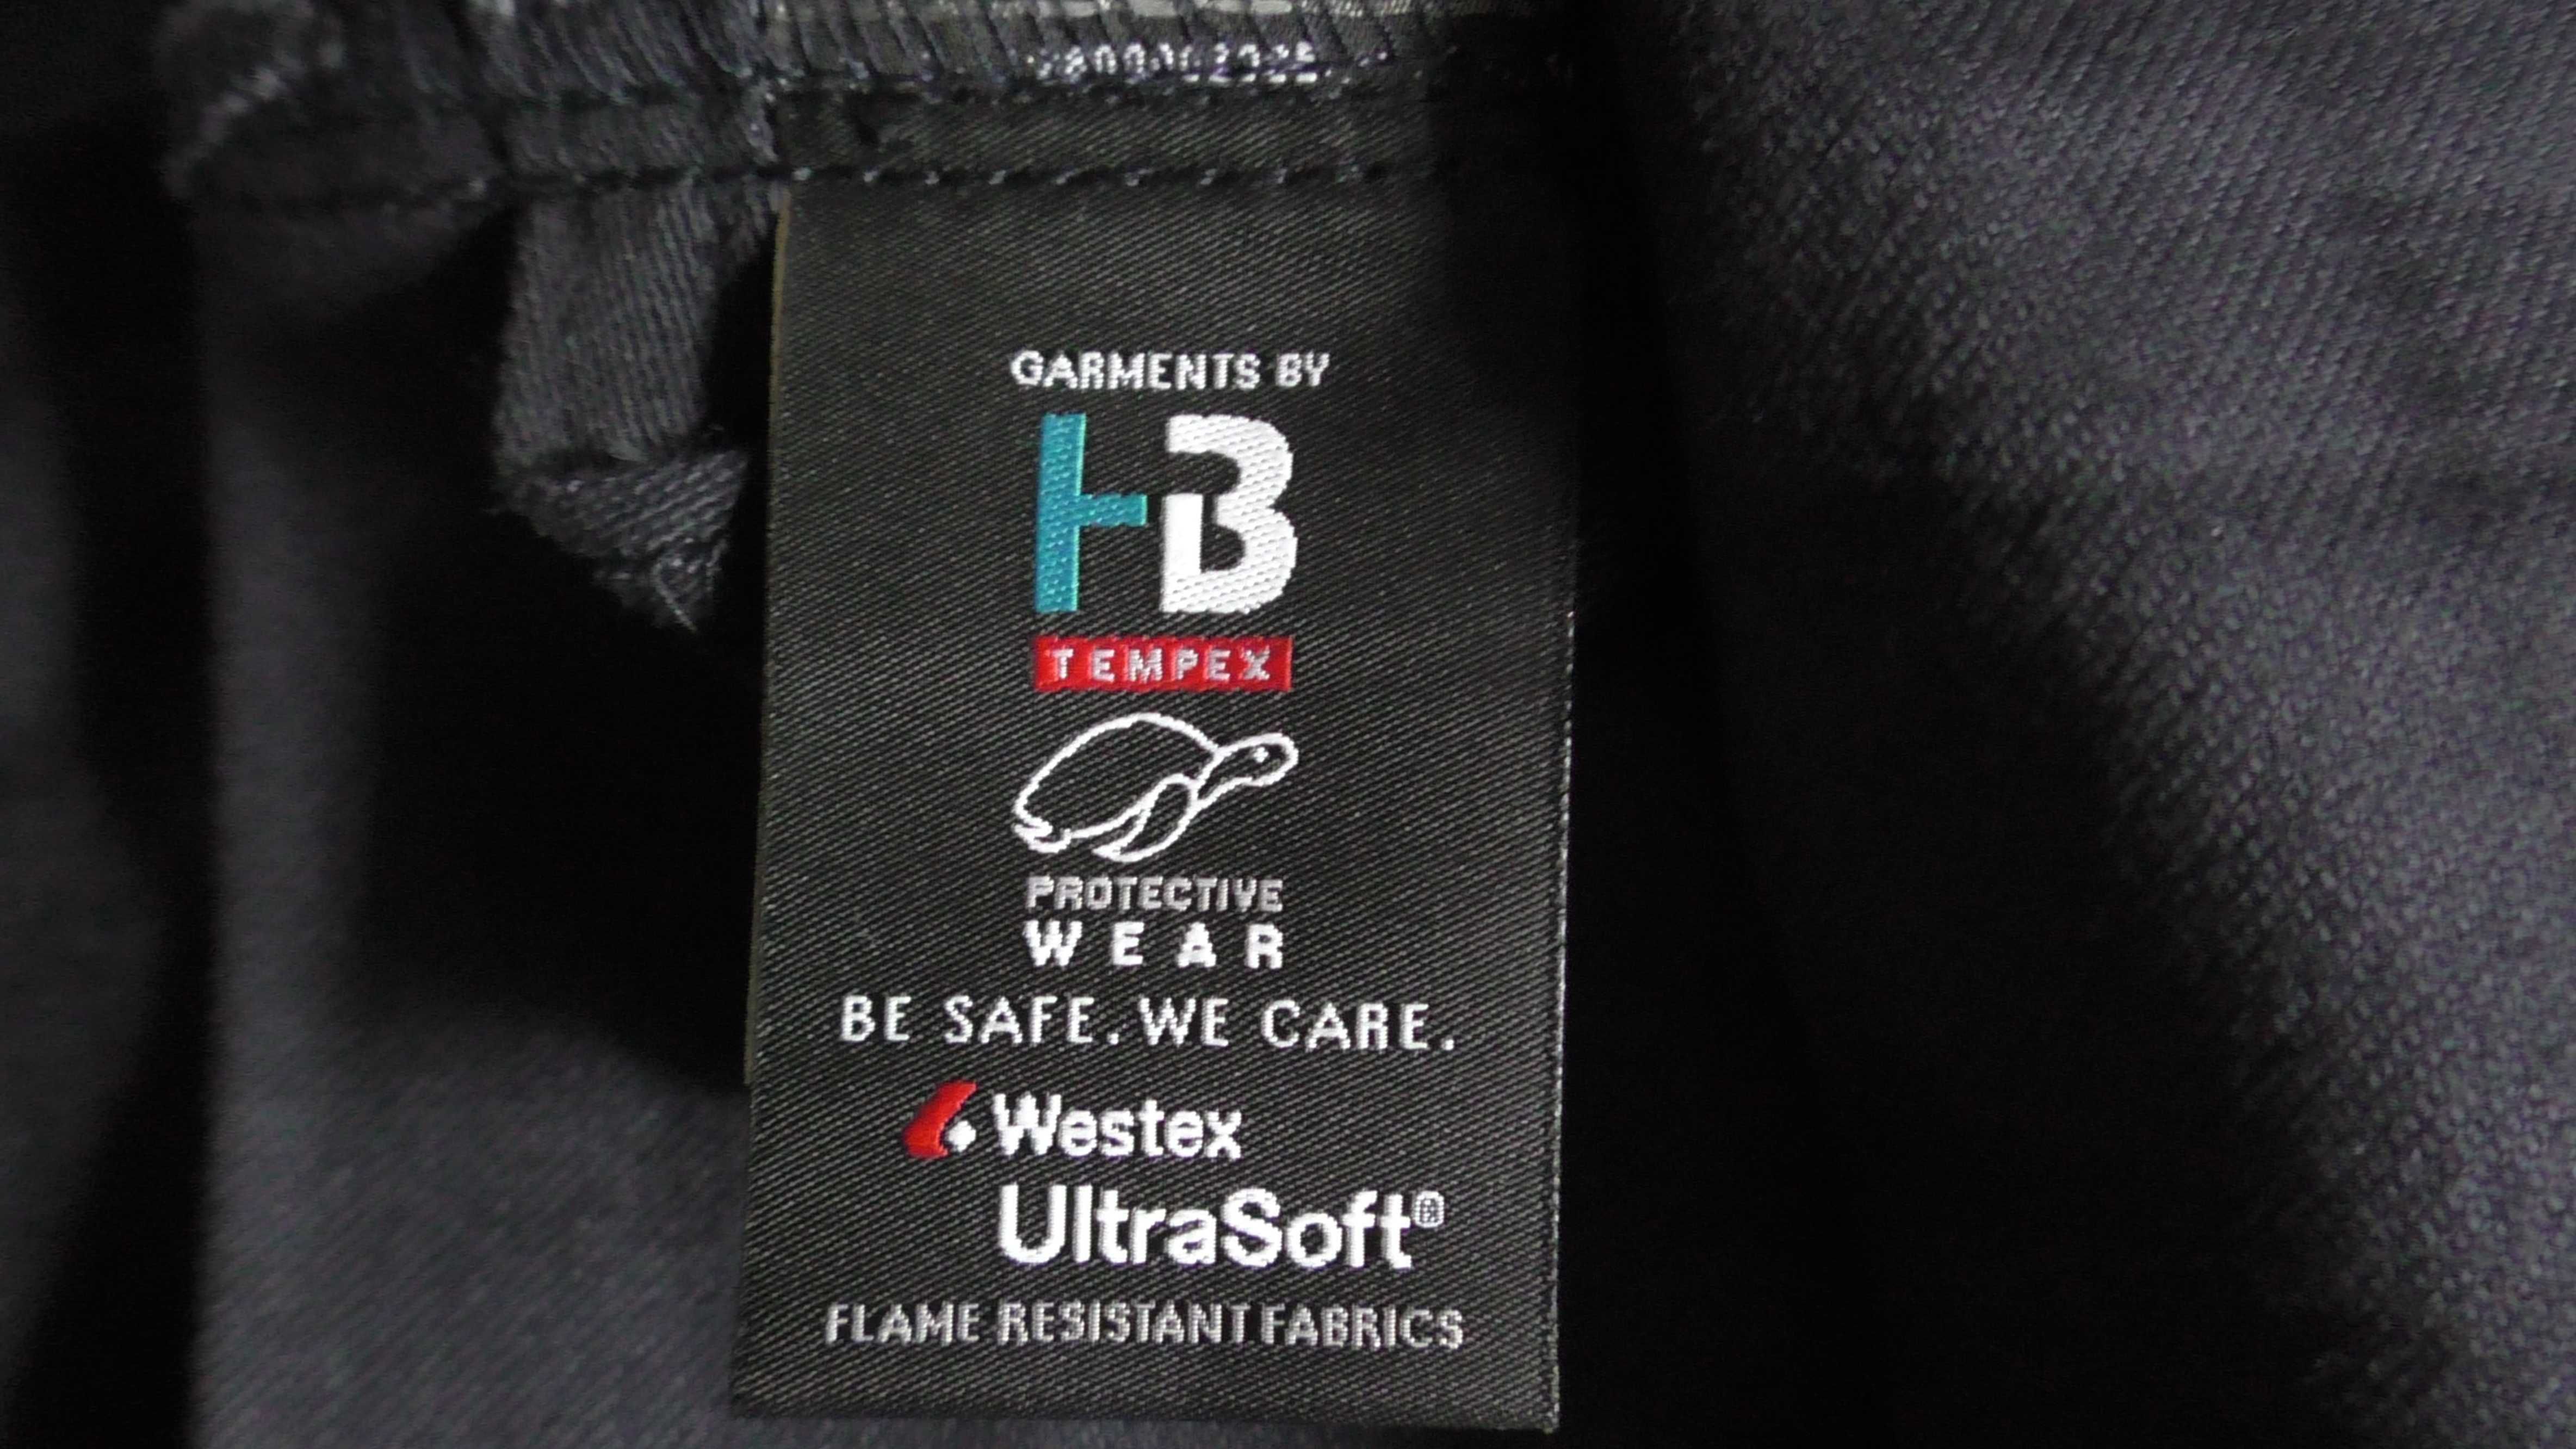 GARMENTS BY
HB
TEMPEX
PROTECTIVE
WEAR
BE SAFE. WE CARE.
Westex
UltraSoft®
FLAME RESISTANT FABRICS